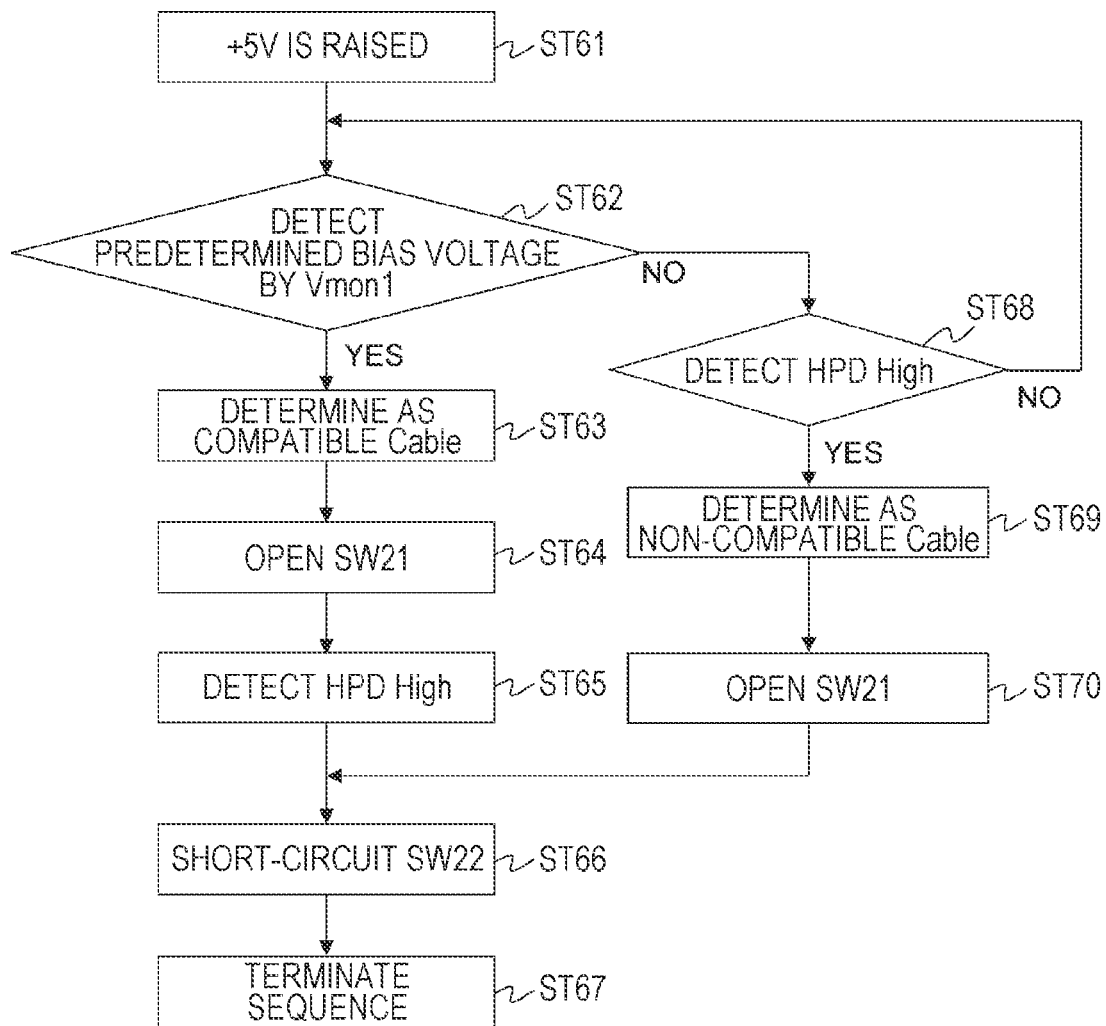 +5V IS RAISED
ST61
DETECT
PREDETERMINED BIAS VOLTAGE
BY Vmon1
ST62
NO
YES
DETECT HPD High
ST68
NO
YES
DETERMINE AS
COMPATIBLE Cable
ST63
DETERMINE AS
NON-COMPATIBLE Cable
ST69
OPEN SW21
ST64
DETECT HPD High
ST65
OPEN SW21
ST70
SHORT-CIRCUIT SW22
ST66
TERMINATE
SEQUENCE
ST67